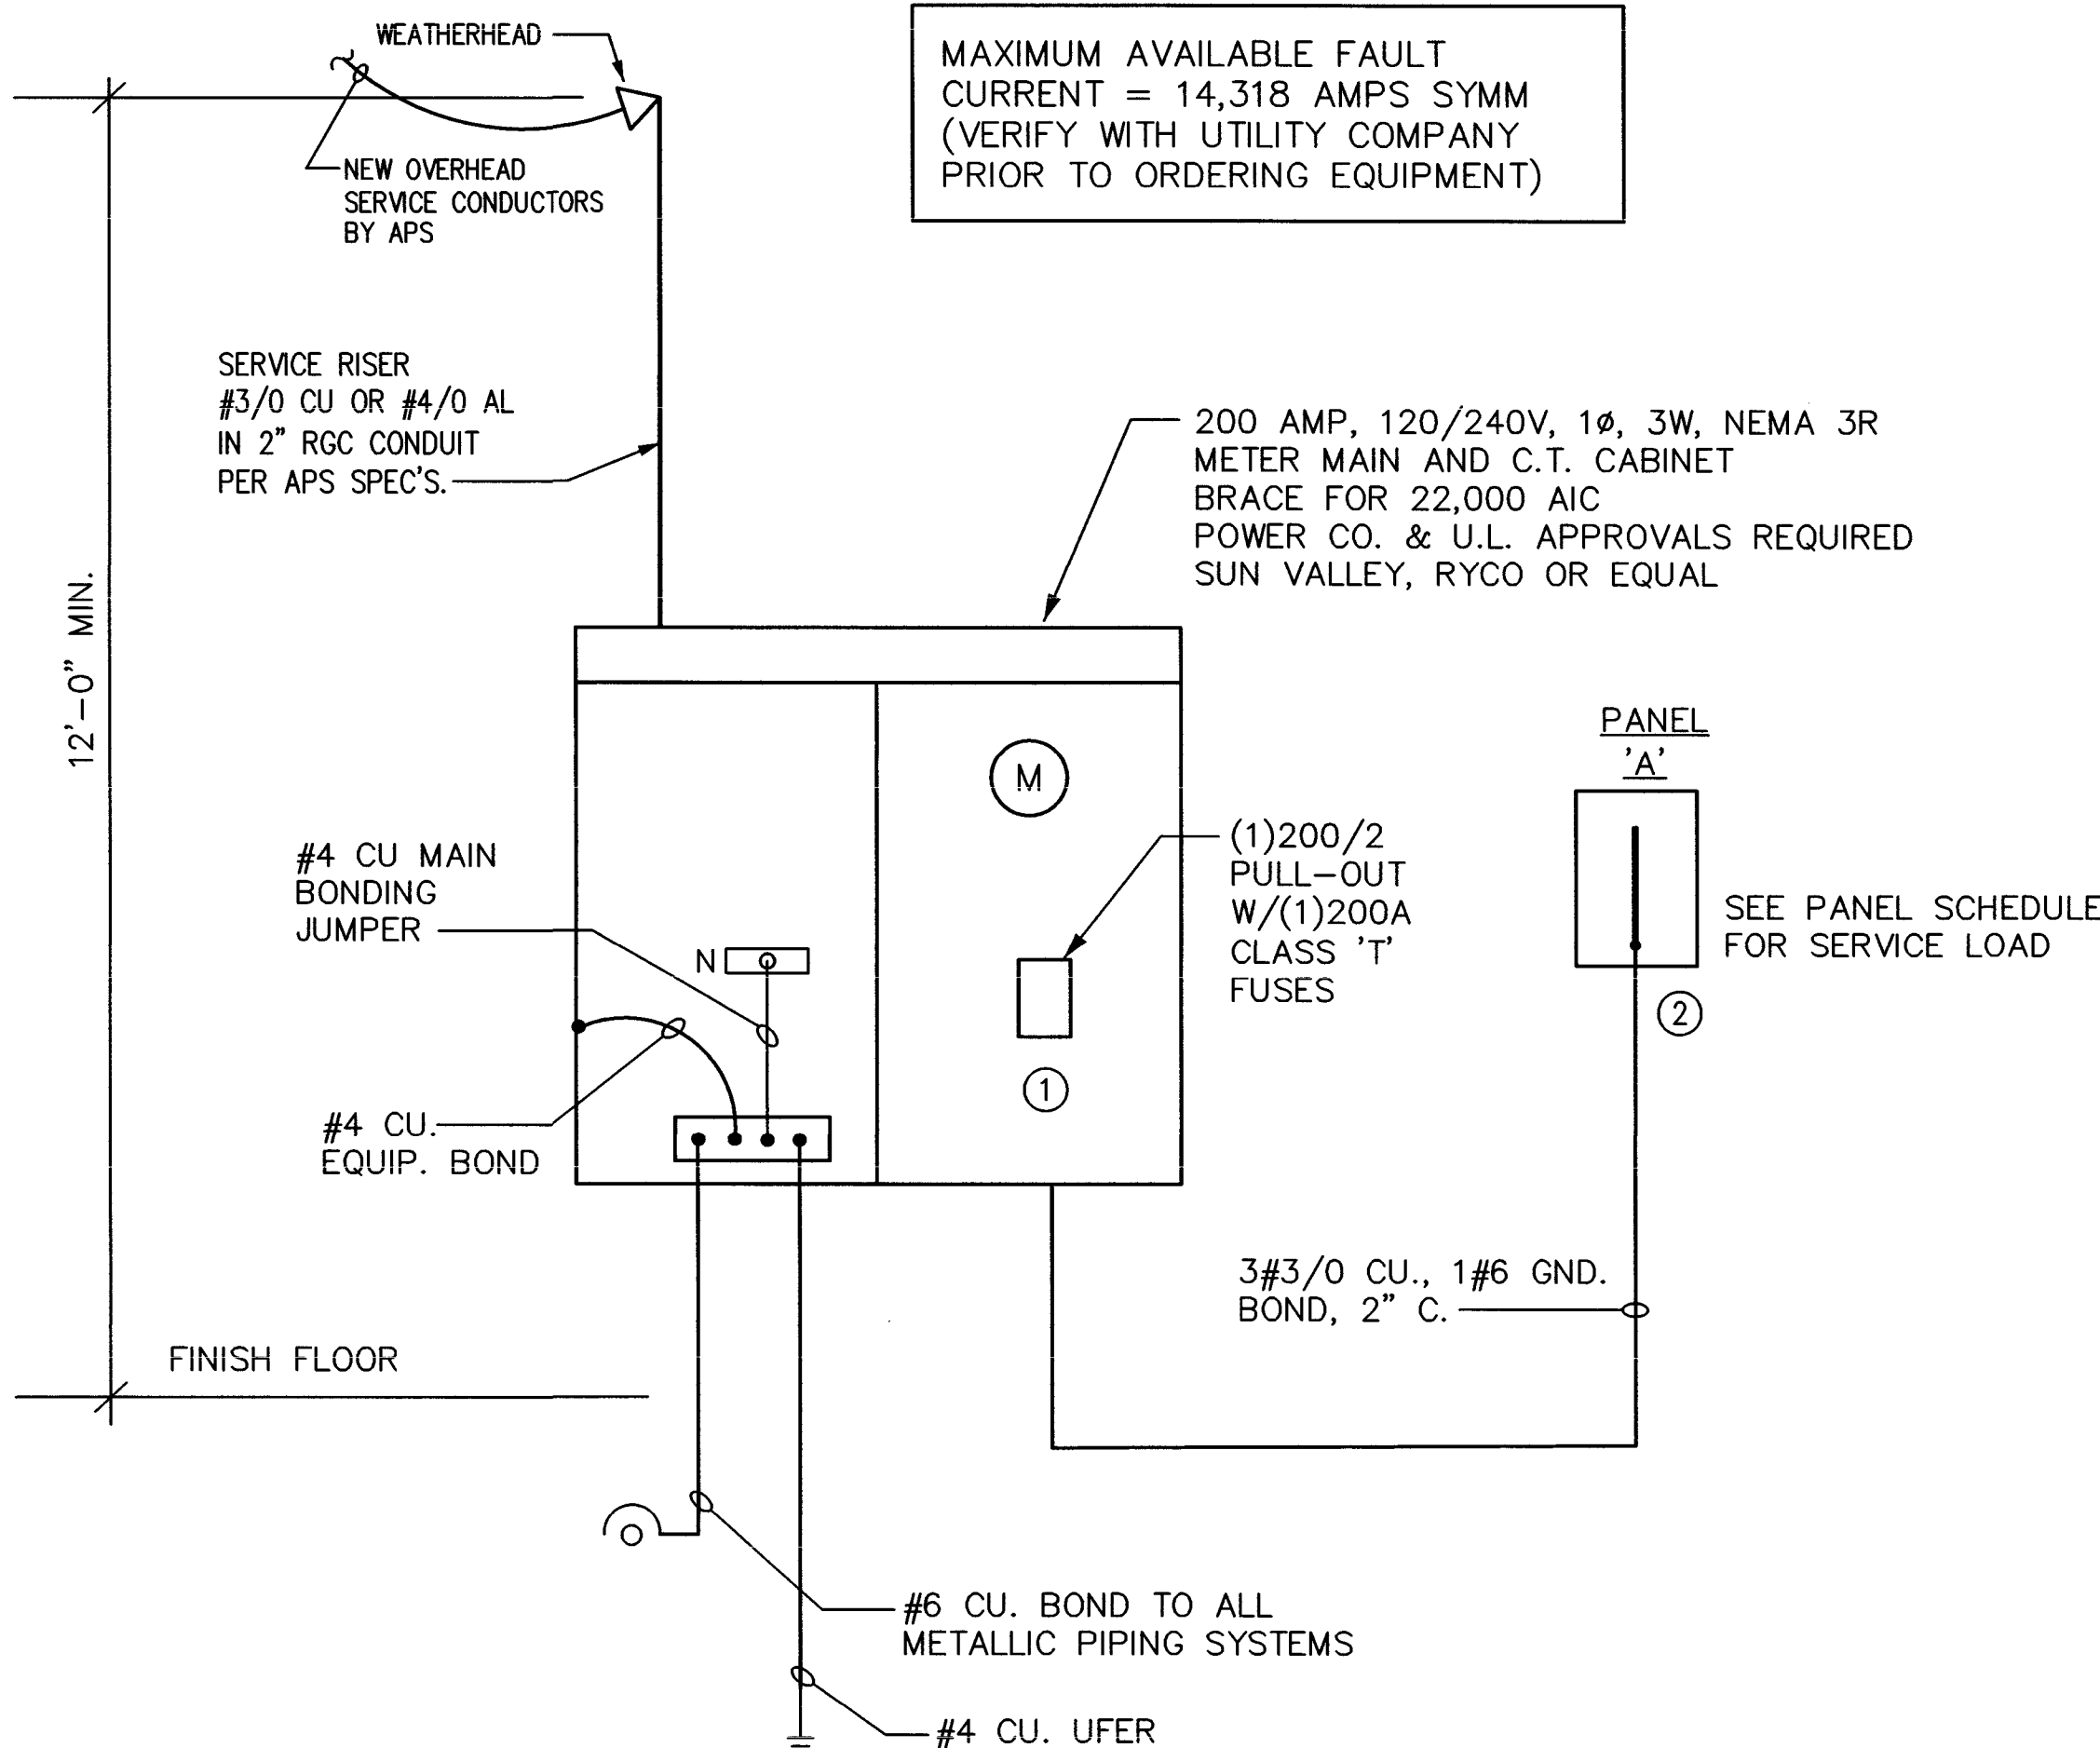 WEATHERHEAD
MAXIMUM AVAILABLE FAULT
CURRENT = 14,318 AMPS SYMM
(VERIFY WITH UTILITY COMPANY
PRIOR TO ORDERING EQUIPMENT)
NEW OVERHEAD
SERVICE CONDUCTORS
BY APS
SERVICE RISER
#3/0 CU OR #4/0 AL
IN 2" RGC CONDUIT
PER APS SPEC'S.
200 AMP, 120/240V, 1ø, 3W, NEMA 3R
METER MAIN AND C.T. CABINET
BRACE FOR 22,000 AIC
POWER CO. & U.L. APPROVALS REQUIRED
SUN VALLEY, RYCO OR EQUAL
12'-0" MIN.
PANEL
'A'
M
(1)200/2
PULL-OUT
W/(1)200A
CLASS 'T'
FUSES
#4 CU MAIN
BONDING
JUMPER
N
SEE PANEL SCHEDULE
FOR SERVICE LOAD
2
1
#4 CU.
EQUIP. BOND
3#3/0 CU., 1#6 GND.
BOND, 2" C.
FINISH FLOOR
#6 CU. BOND TO ALL
METALLIC PIPING SYSTEMS
#4 CU. UFER